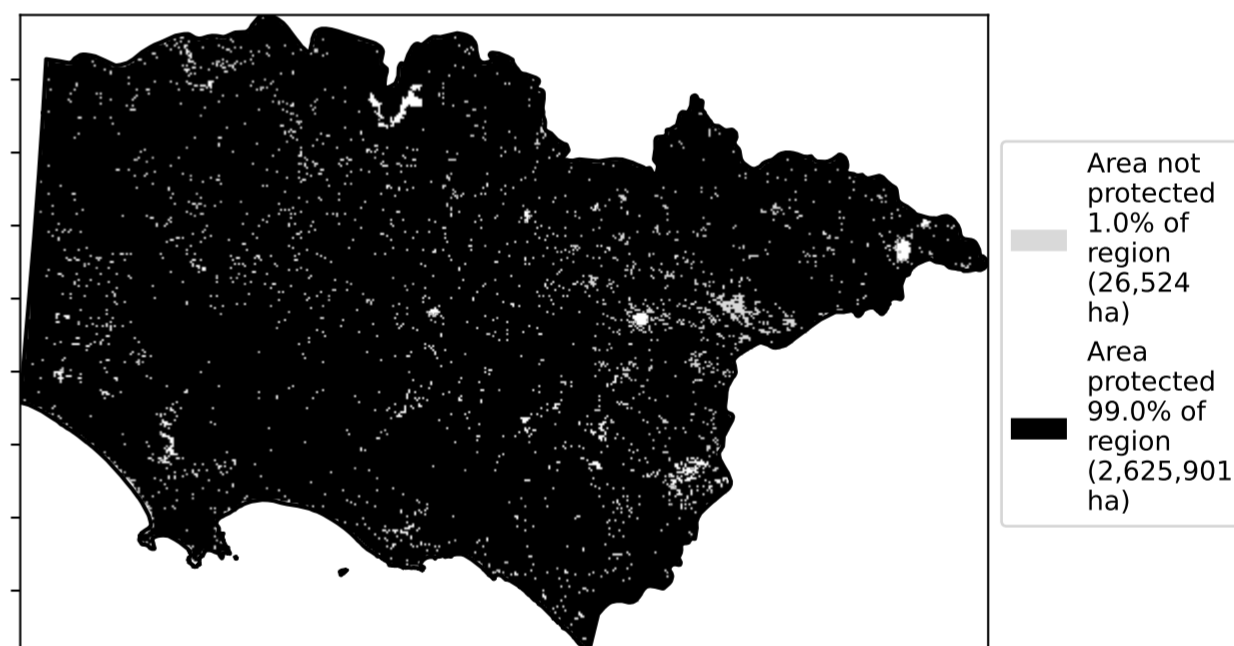 Area not
protected
1.0% of
region
(26,524
ha)
Area
protected
99.0% of
region
(2,625,901
ha)